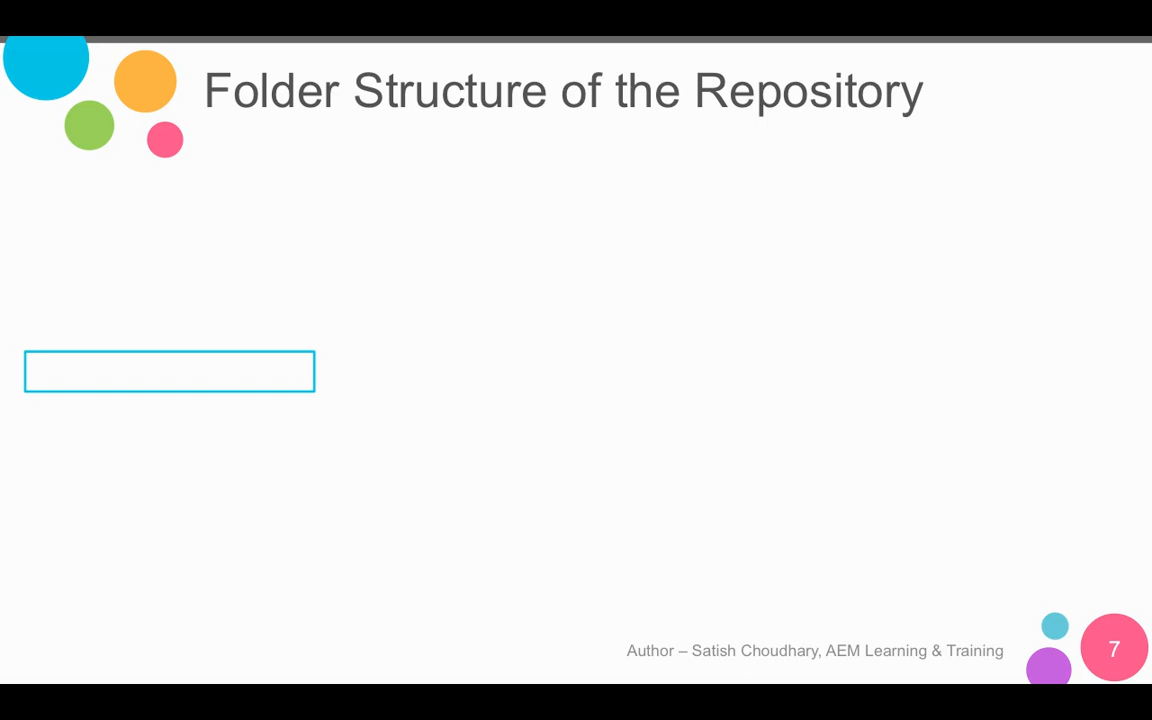 Folder Structure of the Repository
Author – Satish Choudhary, AEM Learning & Training
7